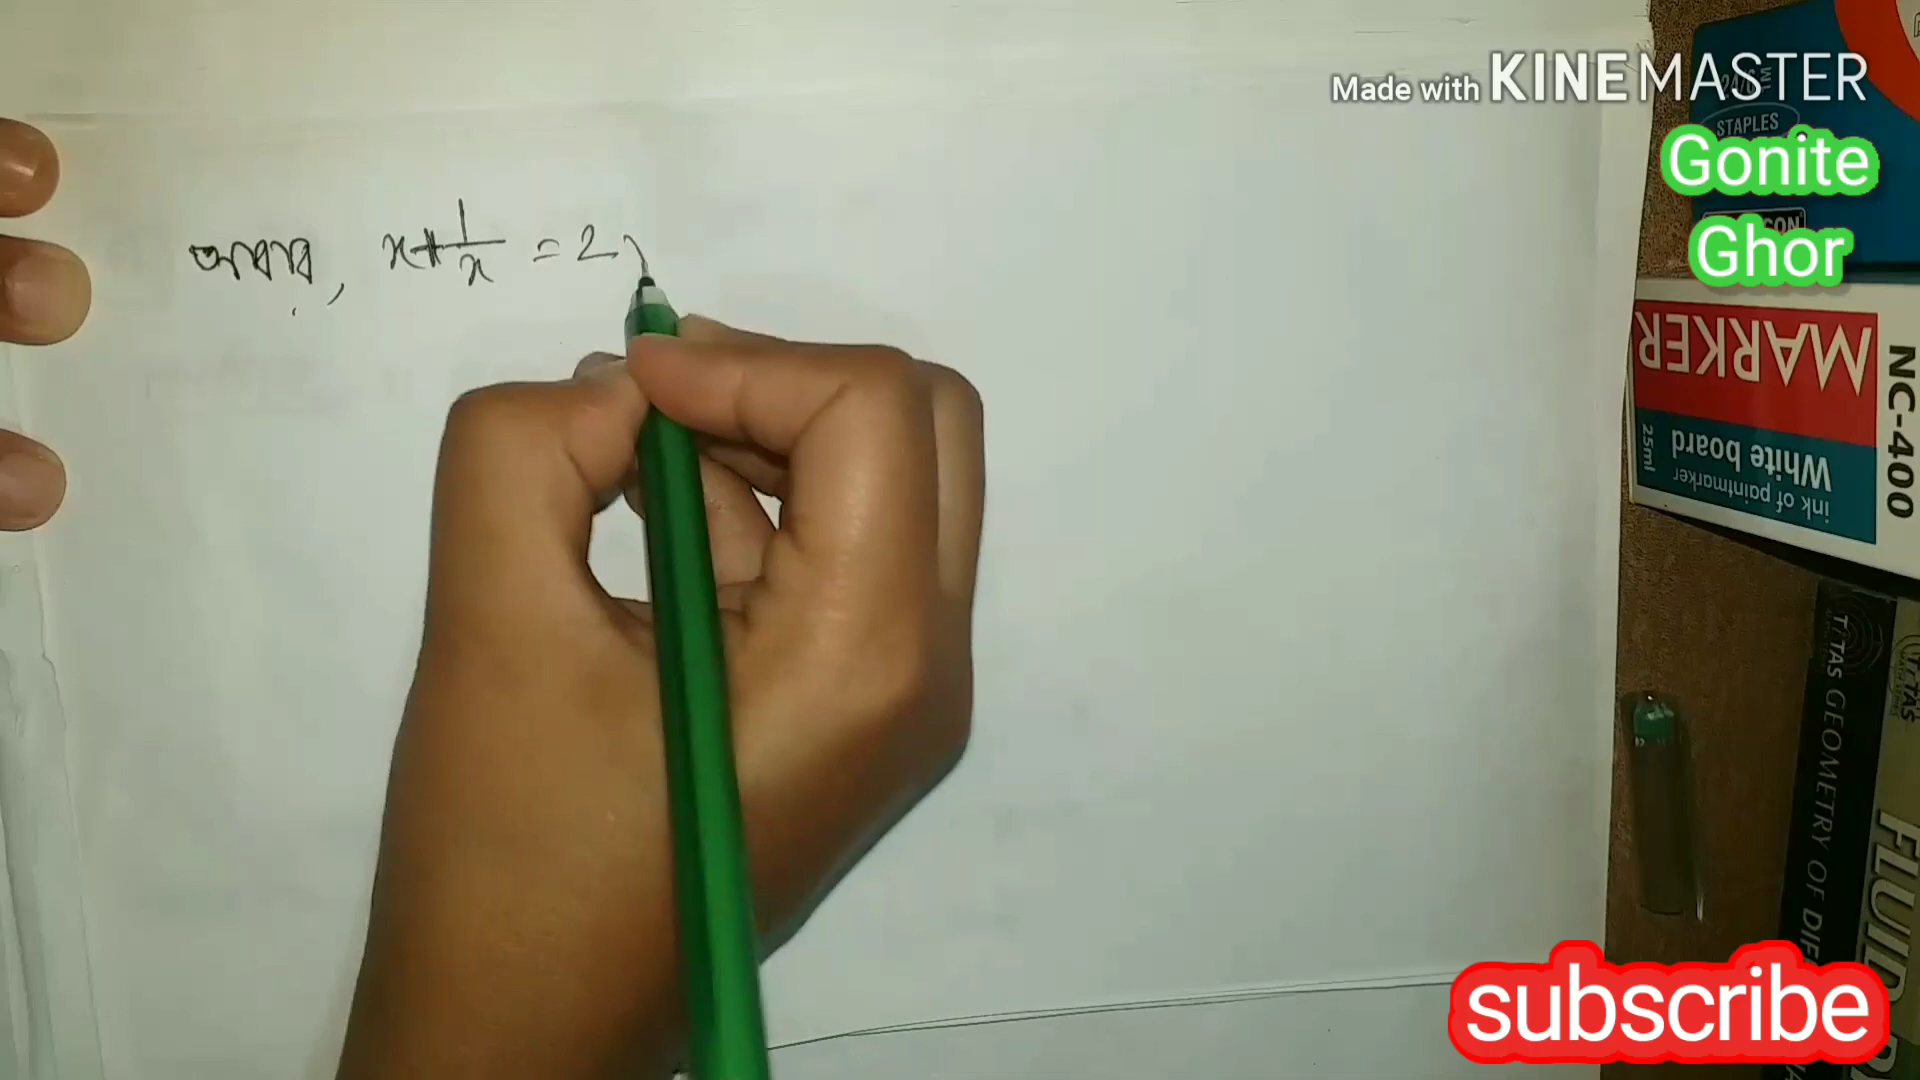 Made with KINEMASTER
Gonite
Ghor
STAPLES
আবার, x + 1/x = 2
MARKER
NC-400
White board
25ml
ink of paintmarker
TITAS GEOMETRY OF
TITAS
FLUID
subscribe